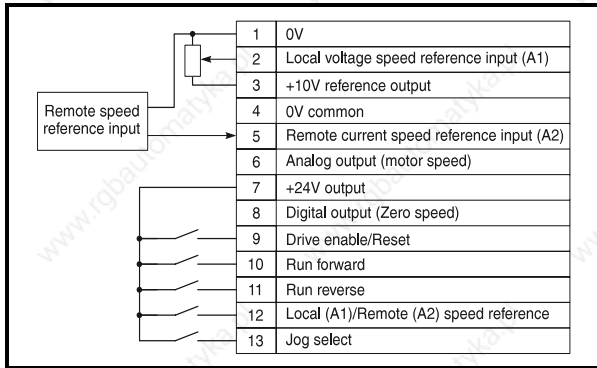 1 0V
2 Local voltage speed reference input (A1)
3 +10V reference output
4 0V common
Remote speed
reference input
5 Remote current speed reference input (A2)
6 Analog output (motor speed)
7 +24V output
8 Digital output (Zero speed)
9 Drive enable/Reset
10 Run forward
11 Run reverse
12 Local (A1)/Remote (A2) speed reference
13 Jog select
www.rgbautomatyka.pl